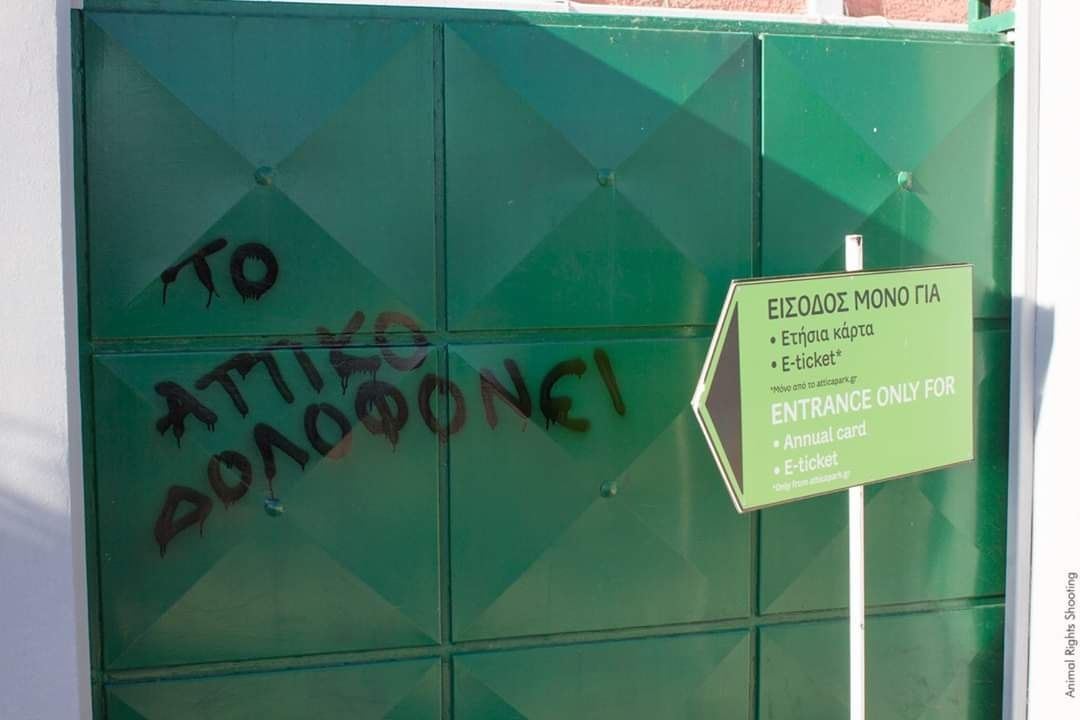 ΤΟ
ΑΤΤΙΚΟ
ΔΟΛΟΦΟΝΕΙ
ΕΙΣΟΔΟΣ ΜΟΝΟ ΓΙΑ
• Ετήσια κάρτα
• E-ticket*
*Μόνο από το atticapark.gr
ENTRANCE ONLY FOR
• Annual card
• E-ticket
*Only from atticapark.gr
Animal Rights Shooting